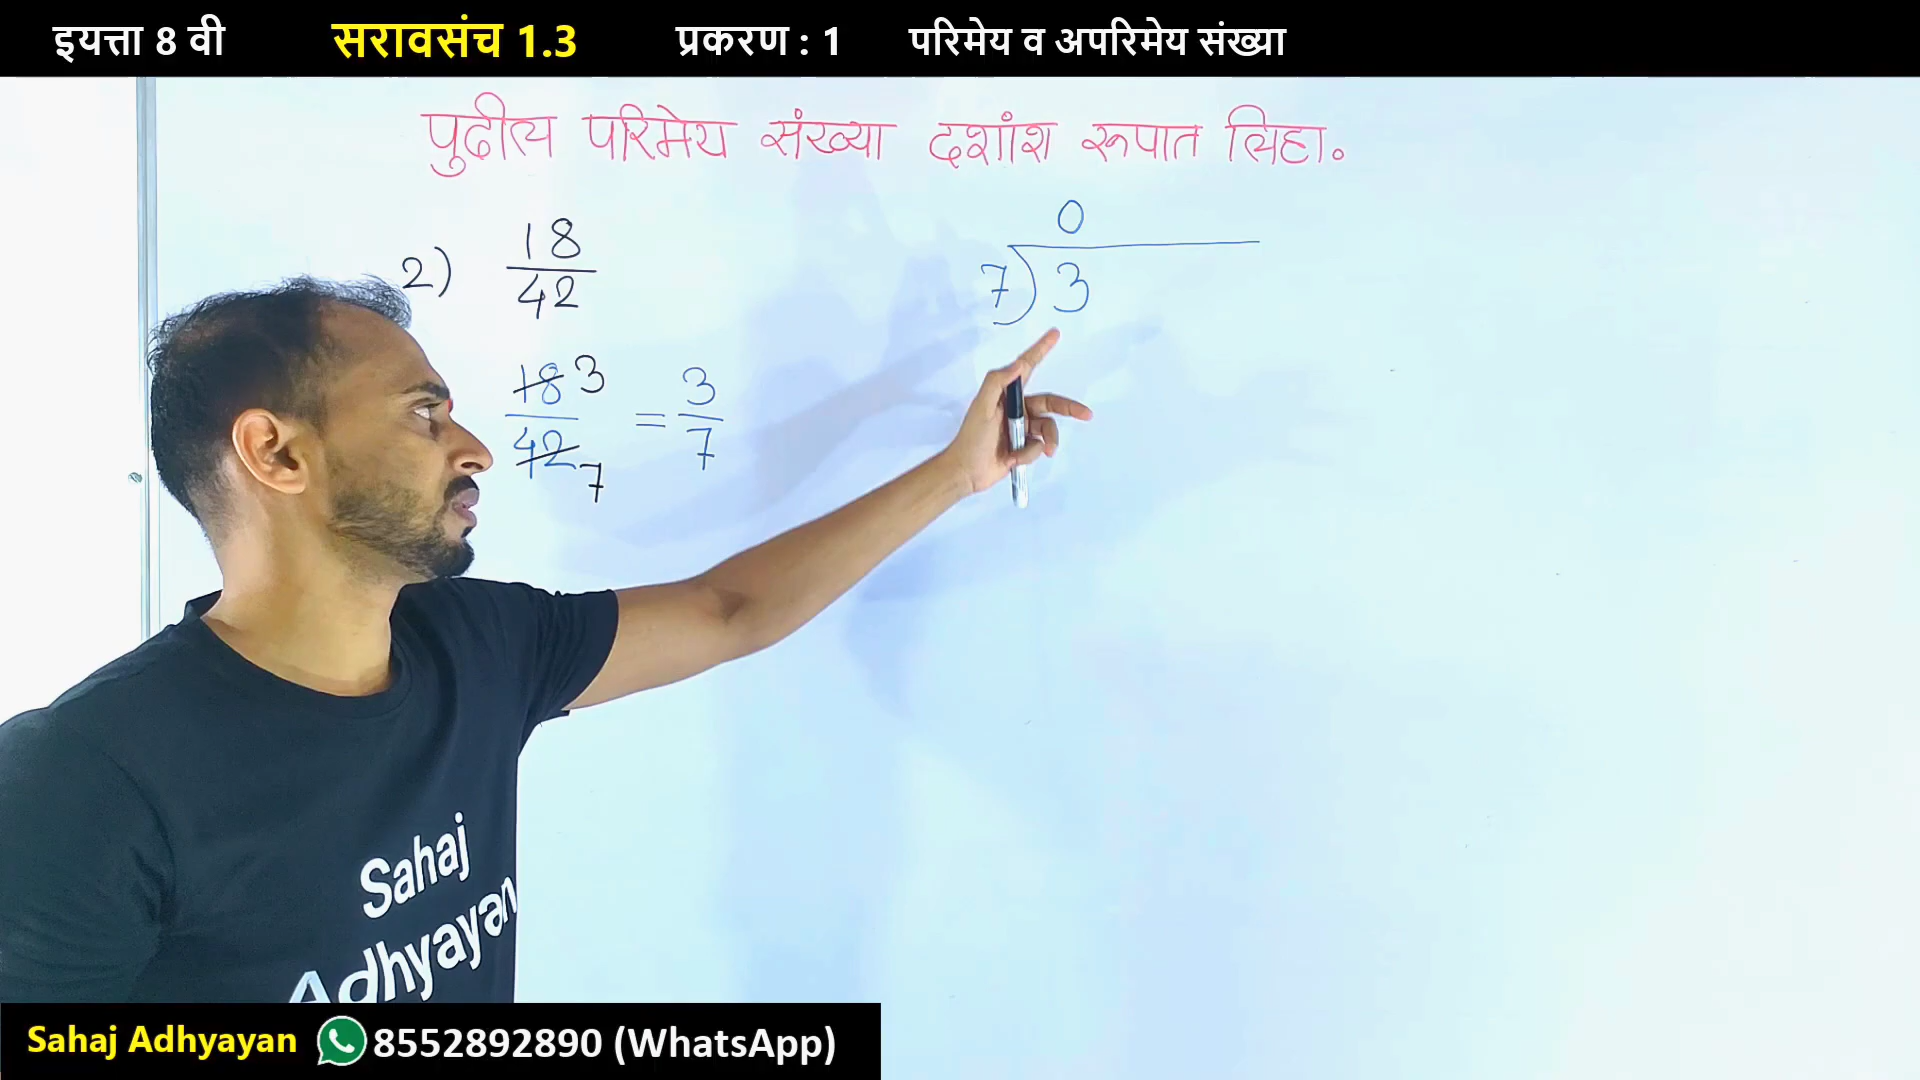 इयत्ता 8 वी सरावसंच 1.3 प्रकरण : 1 परिमेय व अपरिमेय संख्या
पुढील परिमेय संख्या दशांश रूपात लिहा.
2) 18/42
18 3 / 42 7 = 3/7
0
7) 3
Sahaj
Adhyayan
Sahaj Adhyayan 8552892890 (WhatsApp)